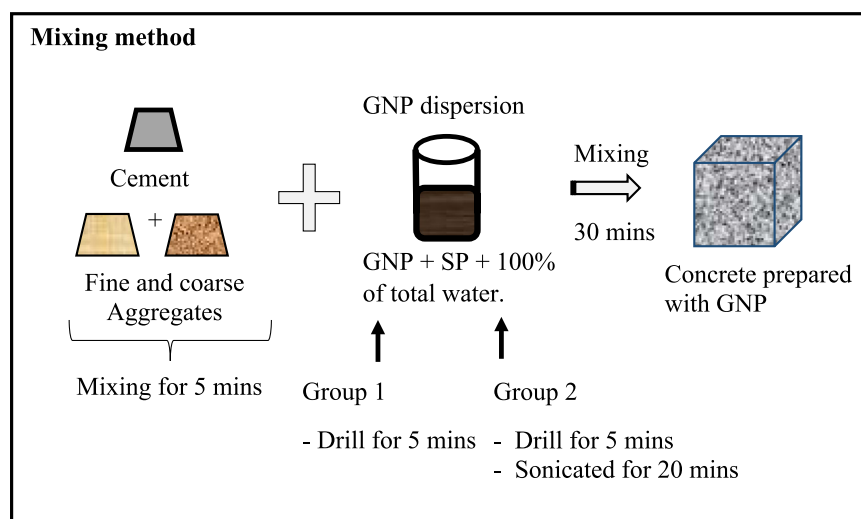 Mixing method
Cement
+
Fine and coarse
Aggregates
Mixing for 5 mins
GNP dispersion
GNP + SP + 100%
of total water.
Group 1
- Drill for 5 mins
Group 2
- Drill for 5 mins
- Sonicated for 20 mins
Mixing
30 mins
Concrete prepared
with GNP